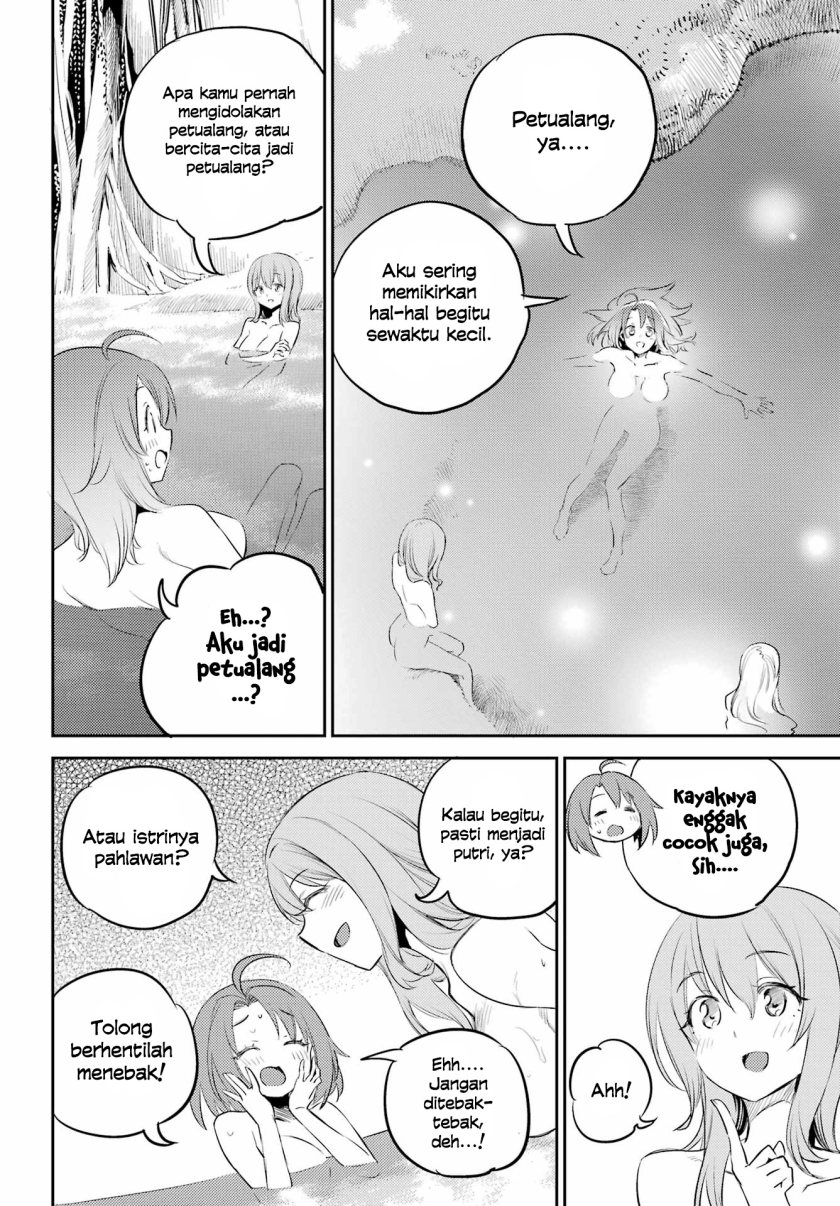 Petualang,
ya....
Aku sering
memikirkan
hal-hal begitu
sewaktu kecil.
Apa kamu pernah
mengidolakan
petualang, atau
bercita-cita jadi
petualang?
Eh...?
Aku jadi
petualang
...?
Kayaknya
enggak
cocok juga,
Sih....
Ahh!
Kalau begitu,
pasti menjadi
putri, ya?
Ehh....
Jangan
ditebak-
tebak,
deh...!
Atau istrinya
pahlawan?
Tolong
berhentilah
menebak!